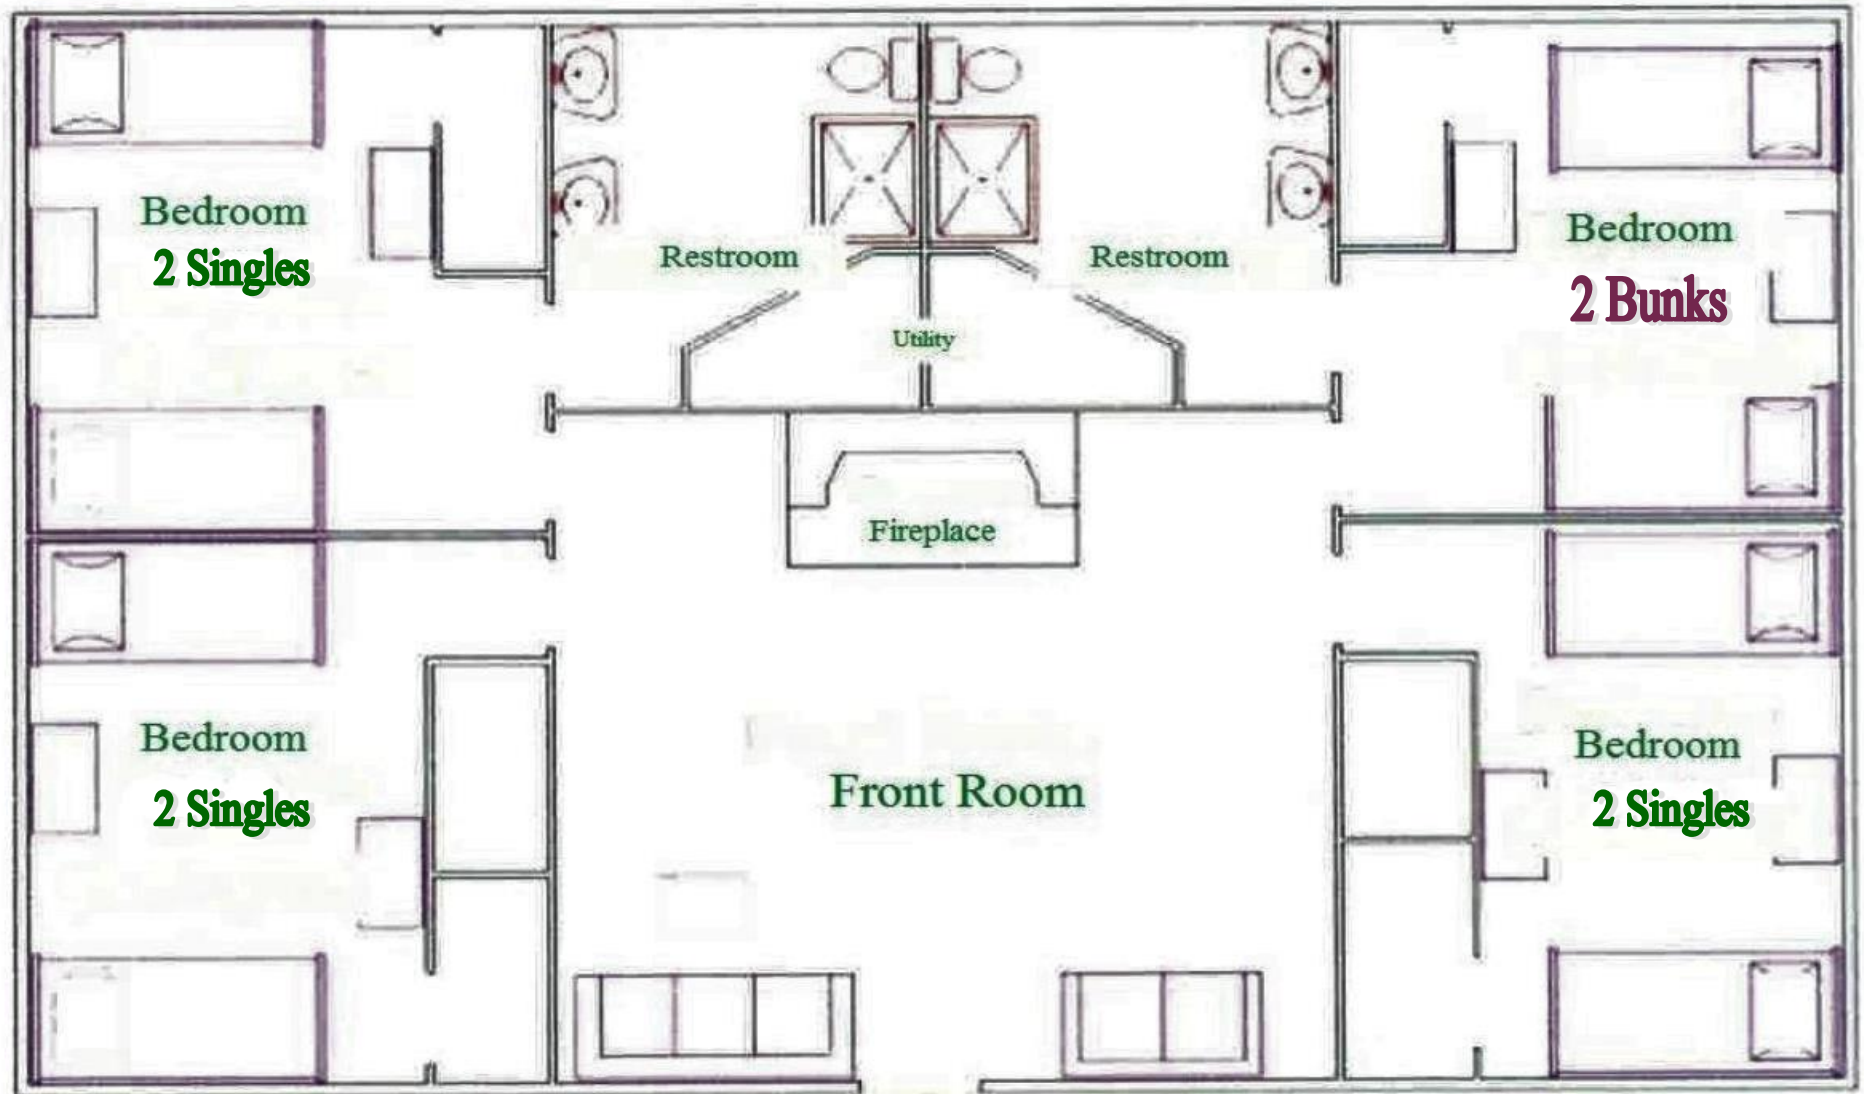 Bedroom
2 Singles
Restroom
Restroom
Bedroom
2 Bunks
Utility
Fireplace
Bedroom
2 Singles
Front Room
Bedroom
2 Singles